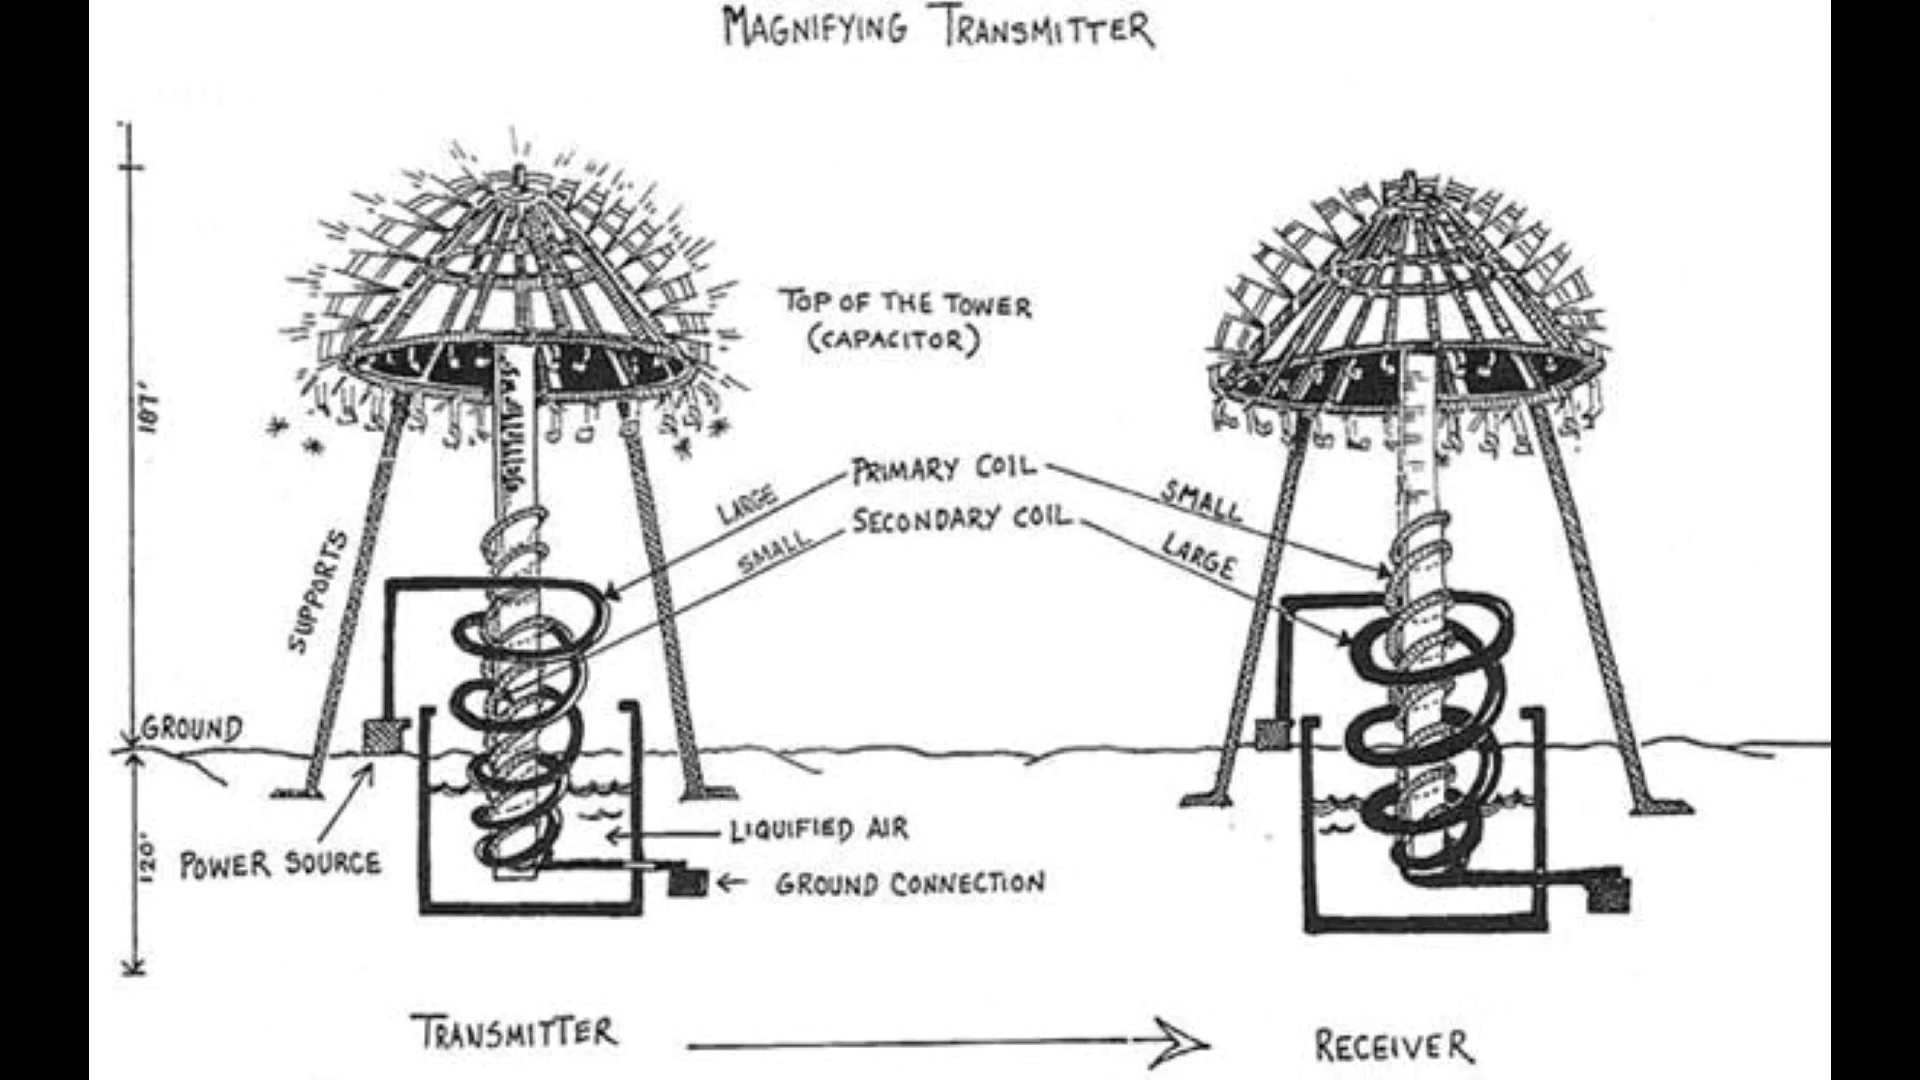 MAGNIFYING TRANSMITTER
TOP OF THE TOWER
(CAPACITOR)
187'
PRIMARY COIL
LARGE
SMALL
SECONDARY COIL
SMALL
LARGE
SUPPORTS
GROUND
120'
POWER SOURCE
LIQUIFIED AIR
GROUND CONNECTION
TRANSMITTER
RECEIVER